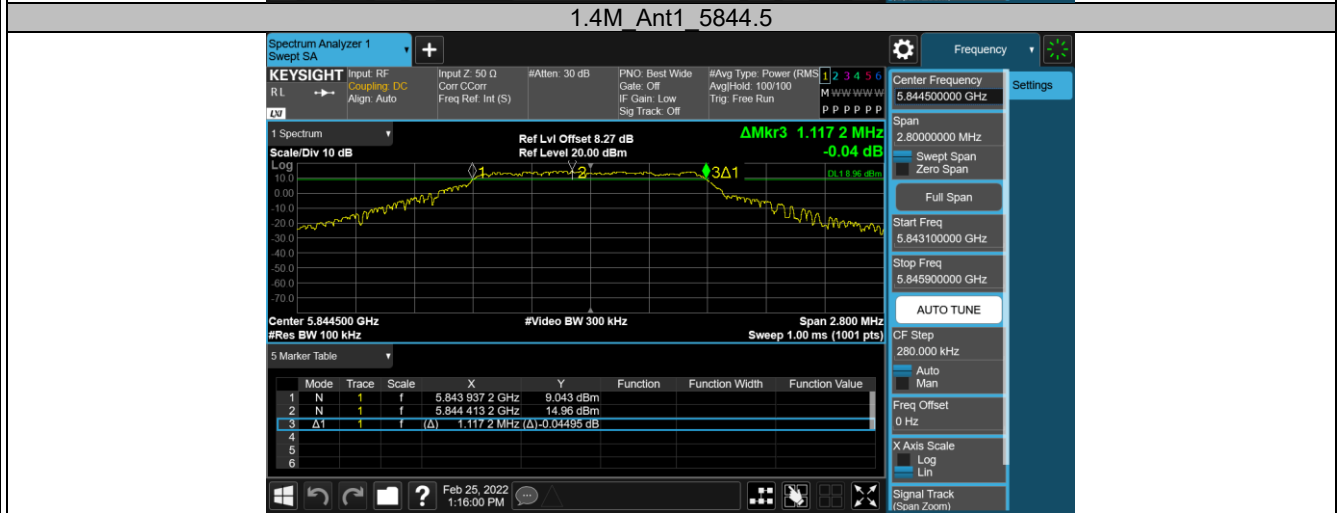 1.4M_Ant1_5844.5
Spectrum Analyzer 1
Swept SA
+
Frequency
KEYSIGHT
RL
LXI
Input: RF
Coupling: DC
Align: Auto
Input Z: 50 Ω
Corr CCorr
Freq Ref: Int (S)
#Atten: 30 dB
PNO: Best Wide
Gate: Off
IF Gain: Low
Sig Track: Off
#Avg Type: Power (RMS
Avg|Hold: 100/100
Trig: Free Run
1 2 3 4 5 6
M W W W W W
P P P P P P
Center Frequency
5.844500000 GHz
Settings
Span
2.80000000 MHz
Swept Span
Zero Span
Full Span
Start Freq
5.843100000 GHz
Stop Freq
5.845900000 GHz
AUTO TUNE
CF Step
280.000 kHz
Auto
Man
Freq Offset
0 Hz
X Axis Scale
Log
Lin
Signal Track
(Span Zoom)
1 Spectrum
Scale/Div 10 dB
Ref Lvl Offset 8.27 dB
Ref Level 20.00 dBm
ΔMkr3 1.117 2 MHz
-0.04 dB
Log
10.0
0.00
-10.0
-20.0
-30.0
-40.0
-50.0
-60.0
-70.0
1
2
3Δ1
DL1 8.96 dBm
Center 5.844500 GHz
#Res BW 100 kHz
#Video BW 300 kHz
Span 2.800 MHz
Sweep 1.00 ms (1001 pts)
5 Marker Table
Mode Trace Scale X Y Function Function Width Function Value
1 N 1 f 5.843 937 2 GHz 9.043 dBm
2 N 1 f 5.844 413 2 GHz 14.96 dBm
3 Δ1 1 f (Δ) 1.117 2 MHz (Δ) -0.04495 dB
4
5
6
?
Feb 25, 2022
1:16:00 PM